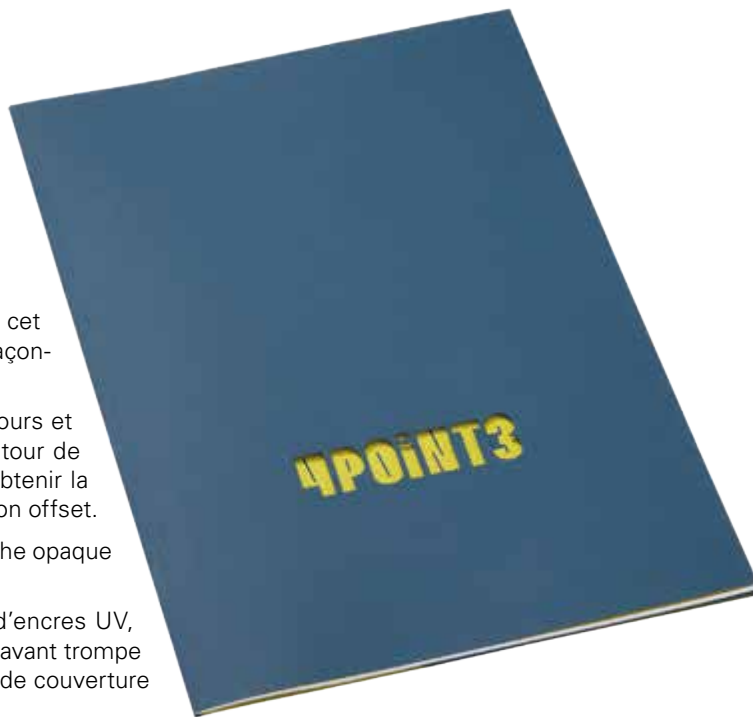 cet
açon-
ours et
tour de
btenir la
on offset.
he opaque
d’encres UV,
avant trompe
de couverture
4POiNT3